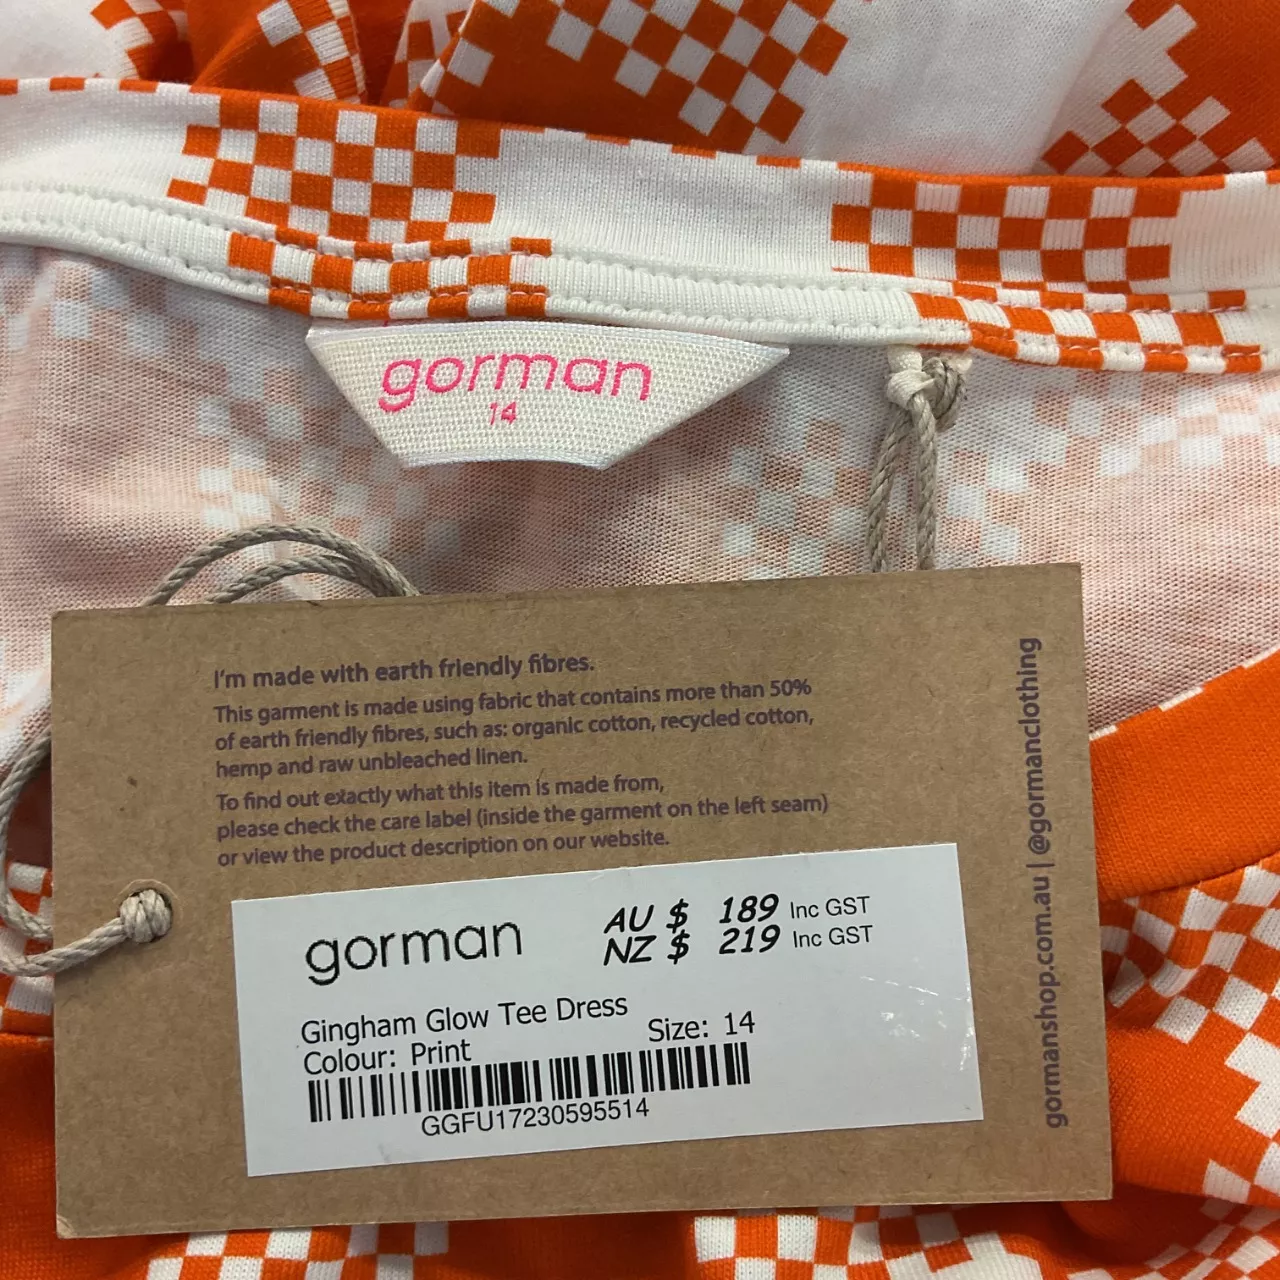 gorman
14
I'm made with earth friendly fibres.
This garment is made using fabric that contains more than 50%
of earth friendly fibres, such as: organic cotton, recycled cotton,
hemp and raw unbleached linen.
To find out exactly what this item is made from,
please check the care label (inside the garment on the left seam)
or view the product description on our website.
gormanshop.com.au | @gormanclothing
gorman
AU $ 189 Inc GST
NZ $ 219 Inc GST
Gingham Glow Tee Dress
Colour: Print
Size: 14
GGFU17230595514